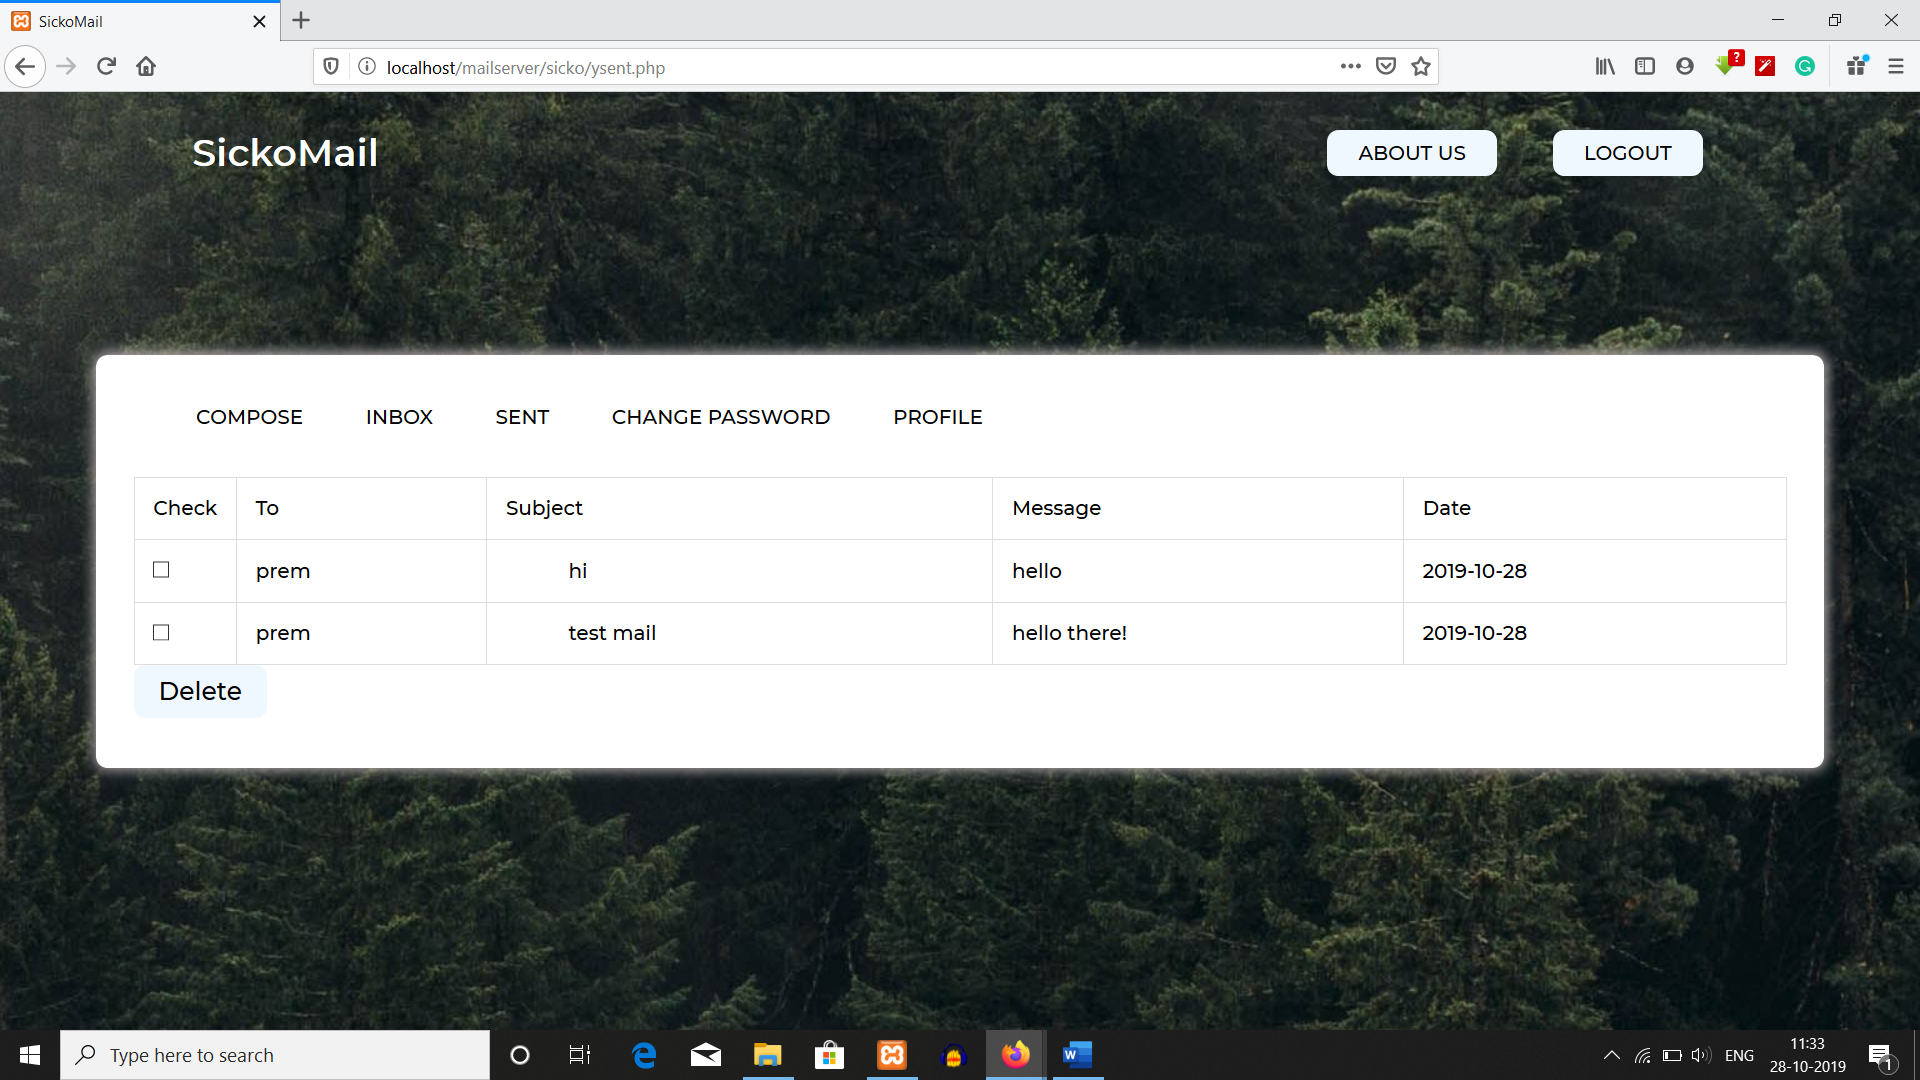 SickoMail
localhost/mailserver/sicko/ysent.php
?
SickoMail
ABOUT US
LOGOUT
COMPOSE INBOX SENT CHANGE PASSWORD PROFILE
Check To Subject Message Date
prem hi hello 2019-10-28
prem test mail hello there! 2019-10-28
Delete
Type here to search
W
ENG
11:33
28-10-2019
1